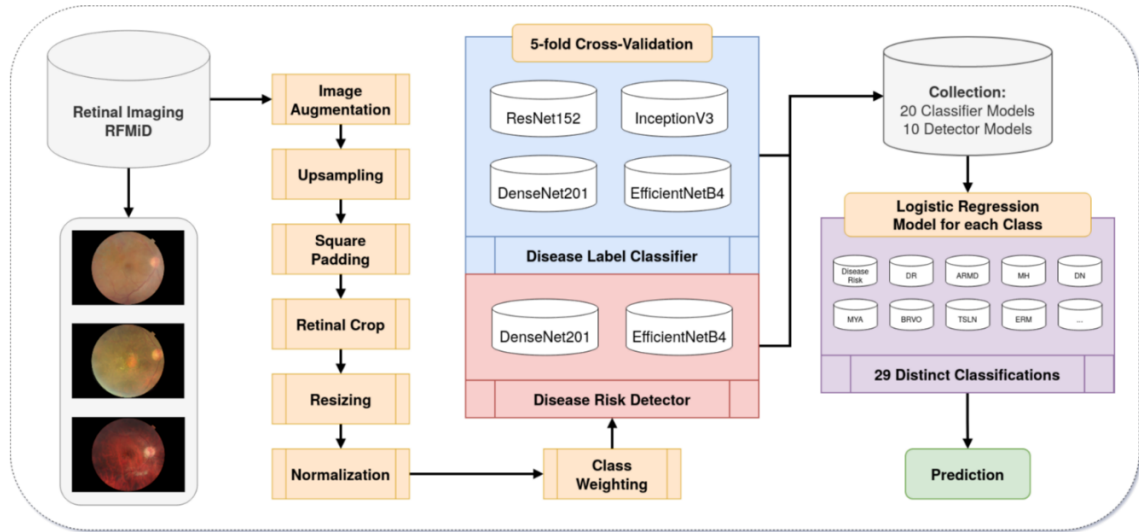 Retinal Imaging
RFMiD
Image
Augmentation
Upsampling
Square
Padding
Retinal Crop
Resizing
Normalization
Class
Weighting
5-fold Cross-Validation
ResNet152
InceptionV3
DenseNet201
EfficientNetB4
Disease Label Classifier
DenseNet201
EfficientNetB4
Disease Risk Detector
Collection:
20 Classifier Models
10 Detector Models
Logistic Regression
Model for each Class
Disease
Risk
DR
ARMD
MH
DN
MYA
BRVO
TSLN
ERM
...
29 Distinct Classifications
Prediction